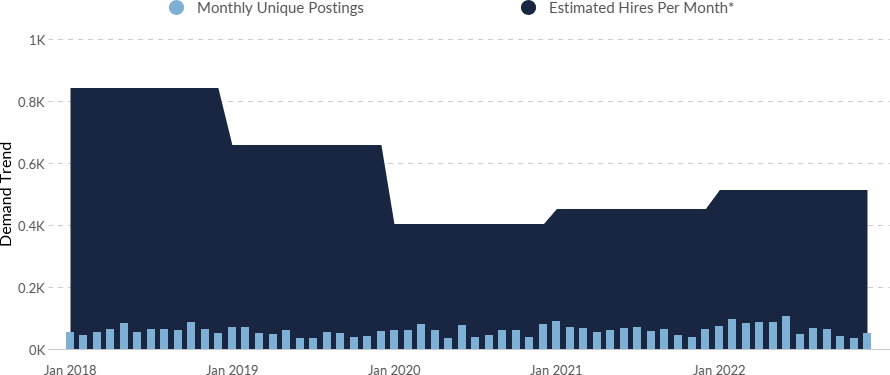 Monthly Unique Postings Estimated Hires Per Month*
1K
0.8K
0.6K
0.4K
0.2K
0K
Demand Trend
Jan 2018 Jan 2019 Jan 2020 Jan 2021 Jan 2022